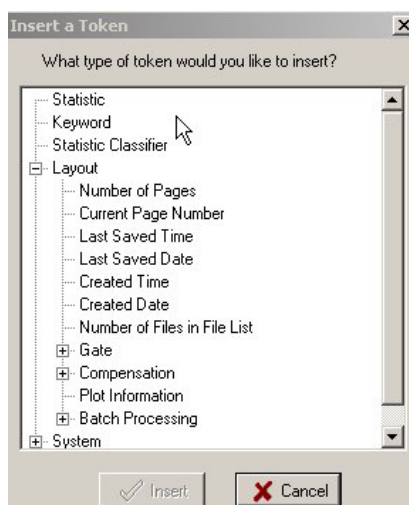 Insert a Token
What type of token would you like to insert?
Statistic
Keyword
Statistic Classifier
Layout
Number of Pages
Current Page Number
Last Saved Time
Last Saved Date
Created Time
Created Date
Number of Files in File List
Gate
Compensation
Plot Information
Batch Processing
System
Insert Cancel